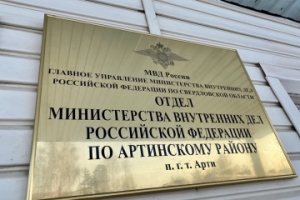 МВД России
ГЛАВНОЕ УПРАВЛЕНИЕ МИНИСТЕРСТВА ВНУТРЕННИХ ДЕЛ
РОССИЙСКОЙ ФЕДЕРАЦИИ ПО СВЕРДЛОВСКОЙ ОБЛАСТИ
ОТДЕЛ
МИНИСТЕРСТВА ВНУТРЕННИХ ДЕЛ
РОССИЙСКОЙ ФЕДЕРАЦИИ
ПО АРТИНСКОМУ РАЙОНУ
п. г. т. Арти